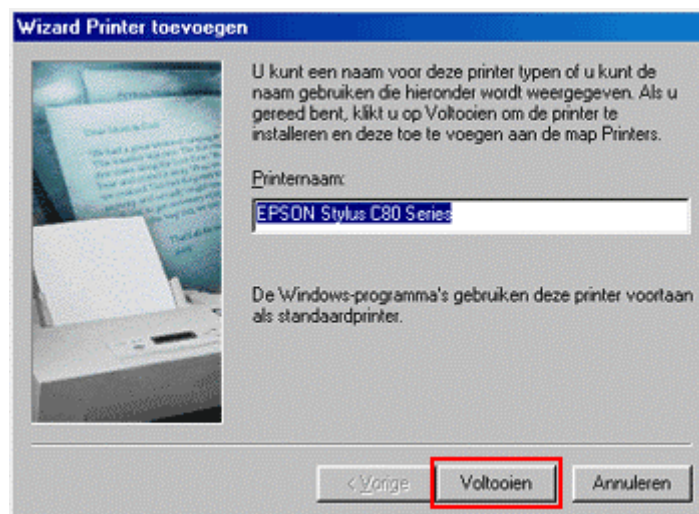 Wizard Printer toevoegen
U kunt een naam voor deze printer typen of u kunt de
naam gebruiken die hieronder wordt weergegeven. Als u
gereed bent, klikt u op Voltooien om de printer te
installeren en deze toe te voegen aan de map Printers.
Printernaam:
EPSON Stylus C80 Series
De Windows-programma's gebruiken deze printer voortaan
als standaardprinter.
< Vorige
Voltooien
Annuleren